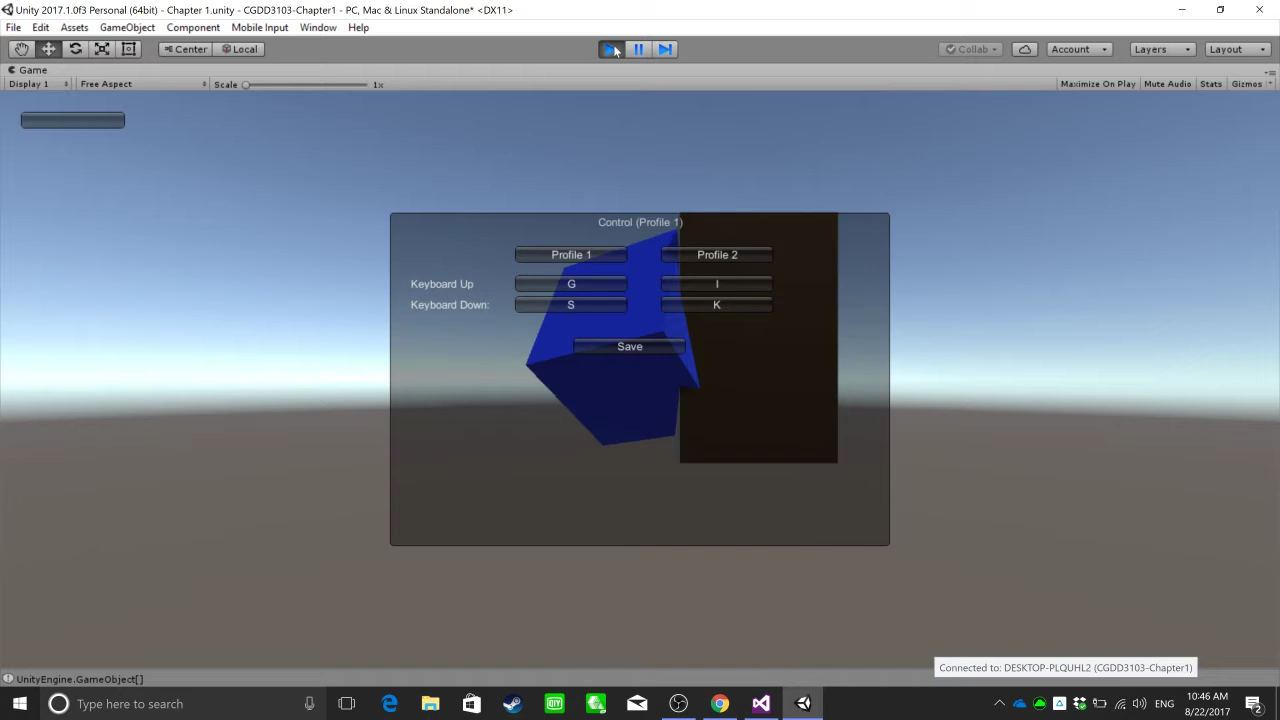 Unity 2017.1.0f3 Personal (64bit) - Chapter 1.unity - CGDD3103-Chapter1 - PC, Mac & Linux Standalone* <DX11>
File Edit Assets GameObject Component Mobile Input Window Help
Center Local Collab Account Layers Layout
Game
Display 1 Free Aspect Scale 1x Maximize On Play Mute Audio Stats Gizmos
Control (Profile 1)
Profile 1 Profile 2
Keyboard Up G I
Keyboard Down: S K
Save
Connected to: DESKTOP-PLQUHL2 (CGDD3103-Chapter1)
UnityEngine.GameObject[]
Type here to search DIY ENG 10:46 AM
8/22/2017 2